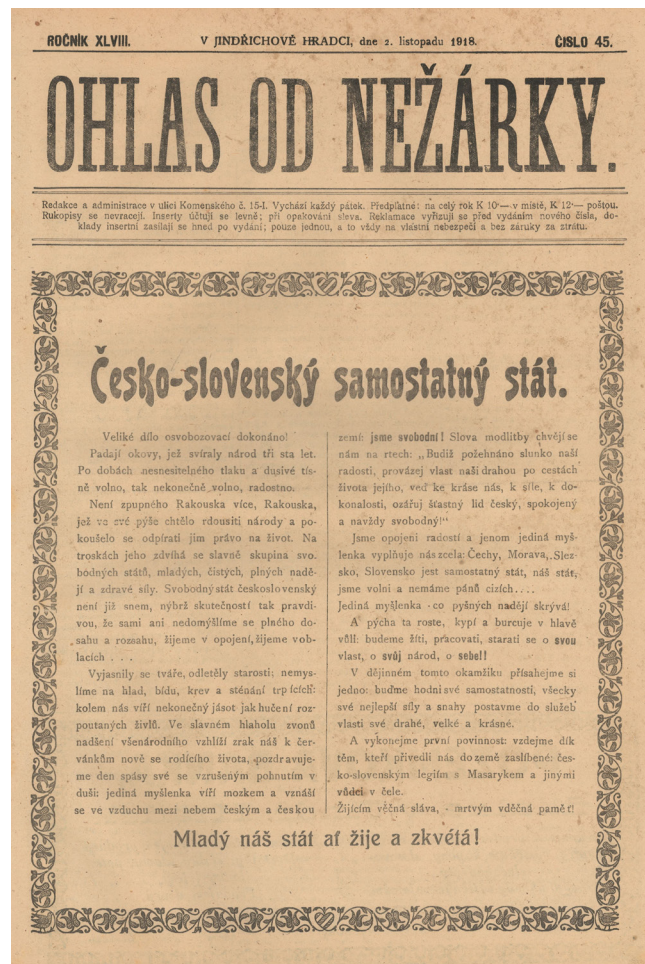 ROČNÍK XLVIII.
V JINDŘICHOVĚ HRADCI, dne 2. listopadu 1918.
ČISLO 45.
OHLAS OD NEŽÁRKY.
Redakce a administrace v ulici Komenského č. 15-I. Vychází každý pátek. Předplatné: na celý rok K 10·— v místě, K 12·— poštou.
Rukopisy se nevracejí. Inserty účtují se levně; při opakování sleva. Reklamace vyřizují se před vydáním nového čísla, do-
klady insertní zasílají se hned po vydání; pouze jednou, a to vždy na vlastní nebezpečí a bez záruky za ztrátu.
Česko-slovenský samostatný stát.
Veliké dílo osvobozovací dokonáno!
Padají okovy, jež svíraly národ tři sta let.
Po dobách nesnesitelného tlaku a dusivé tís-
ně volno, tak nekonečně volno, radostno.
Není zpupného Rakouska více, Rakouska,
jež ve své pýše chtělo rdousiti národy a po-
koušelo se odpírati jim právo na život. Na
troskách jeho zdvíhá se slavně skupina svo.
bodných států, mladých, čistých, plných nadě-
jí a zdravé síly. Svobodný stát československý
není již snem, nýbrž skutečností tak pravdi-
vou, že sami ani nedomýšlíme se plného do-
sahu a rozsahu, žijeme v opojení, žijeme v ob-
lacích . . .
Vyjasnily se tváře, odletěly starosti: nemys-
líme na hlad, bídu, krev a sténání trpících:
kolem nás víří nekonečný jásot jak hučení roz-
poutaných živlů. Ve slavném hlaholu zvonů
nadšení všenárodního vzhlíží zrak náš k čer-
vánkům nově se rodícího života, pozdravuje-
me den spásy své se vzrušeným pohnutím v
duši: jediná myšlenka víří mozkem a vznáší
se ve vzduchu mezi nebem českým a českou
zemí: jsme svobodni! Slova modlitby chvějí se
nám na rtech: „Budiž požehnáno slunko naší
radosti, provázej vlast naši drahou po cestách
života jejího, veď ke kráse nás, k síle, k do-
konalosti, ozářuj šťastný lid český, spokojený
a navždy svobodný!"
Jsme opojeni radostí a jenom jediná myš-
lenka vyplňuje nás zcela: Čechy, Morava, Slez-
sko, Slovensko jest samostatný stát, náš stát,
jsme volni a nemáme pánů cizích . . . .
Jediná myšlenka - co pyšných nadějí skrývá!
A pýcha ta roste, kypí a burcuje v hlavě
vůli: budeme žíti, pracovati, starati se o svou
vlast, o svůj národ, o sebe!!
V dějinném tomto okamžiku přísahejme si
jedno: buďme hodni své samostatnosti, všecky
své nejlepší síly a snahy postavme do služeb
vlasti své drahé, velké a krásné.
A vykonejme první povinnost: vzdejme dík
těm, kteří přivedli nás do země zaslíbené: čes-
ko-slovenským legiím s Masarykem a jinými
vůdci v čele.
Žijícím věčná sláva, - mrtvým vděčná paměť!
Mladý náš stát ať žije a zkvétá!